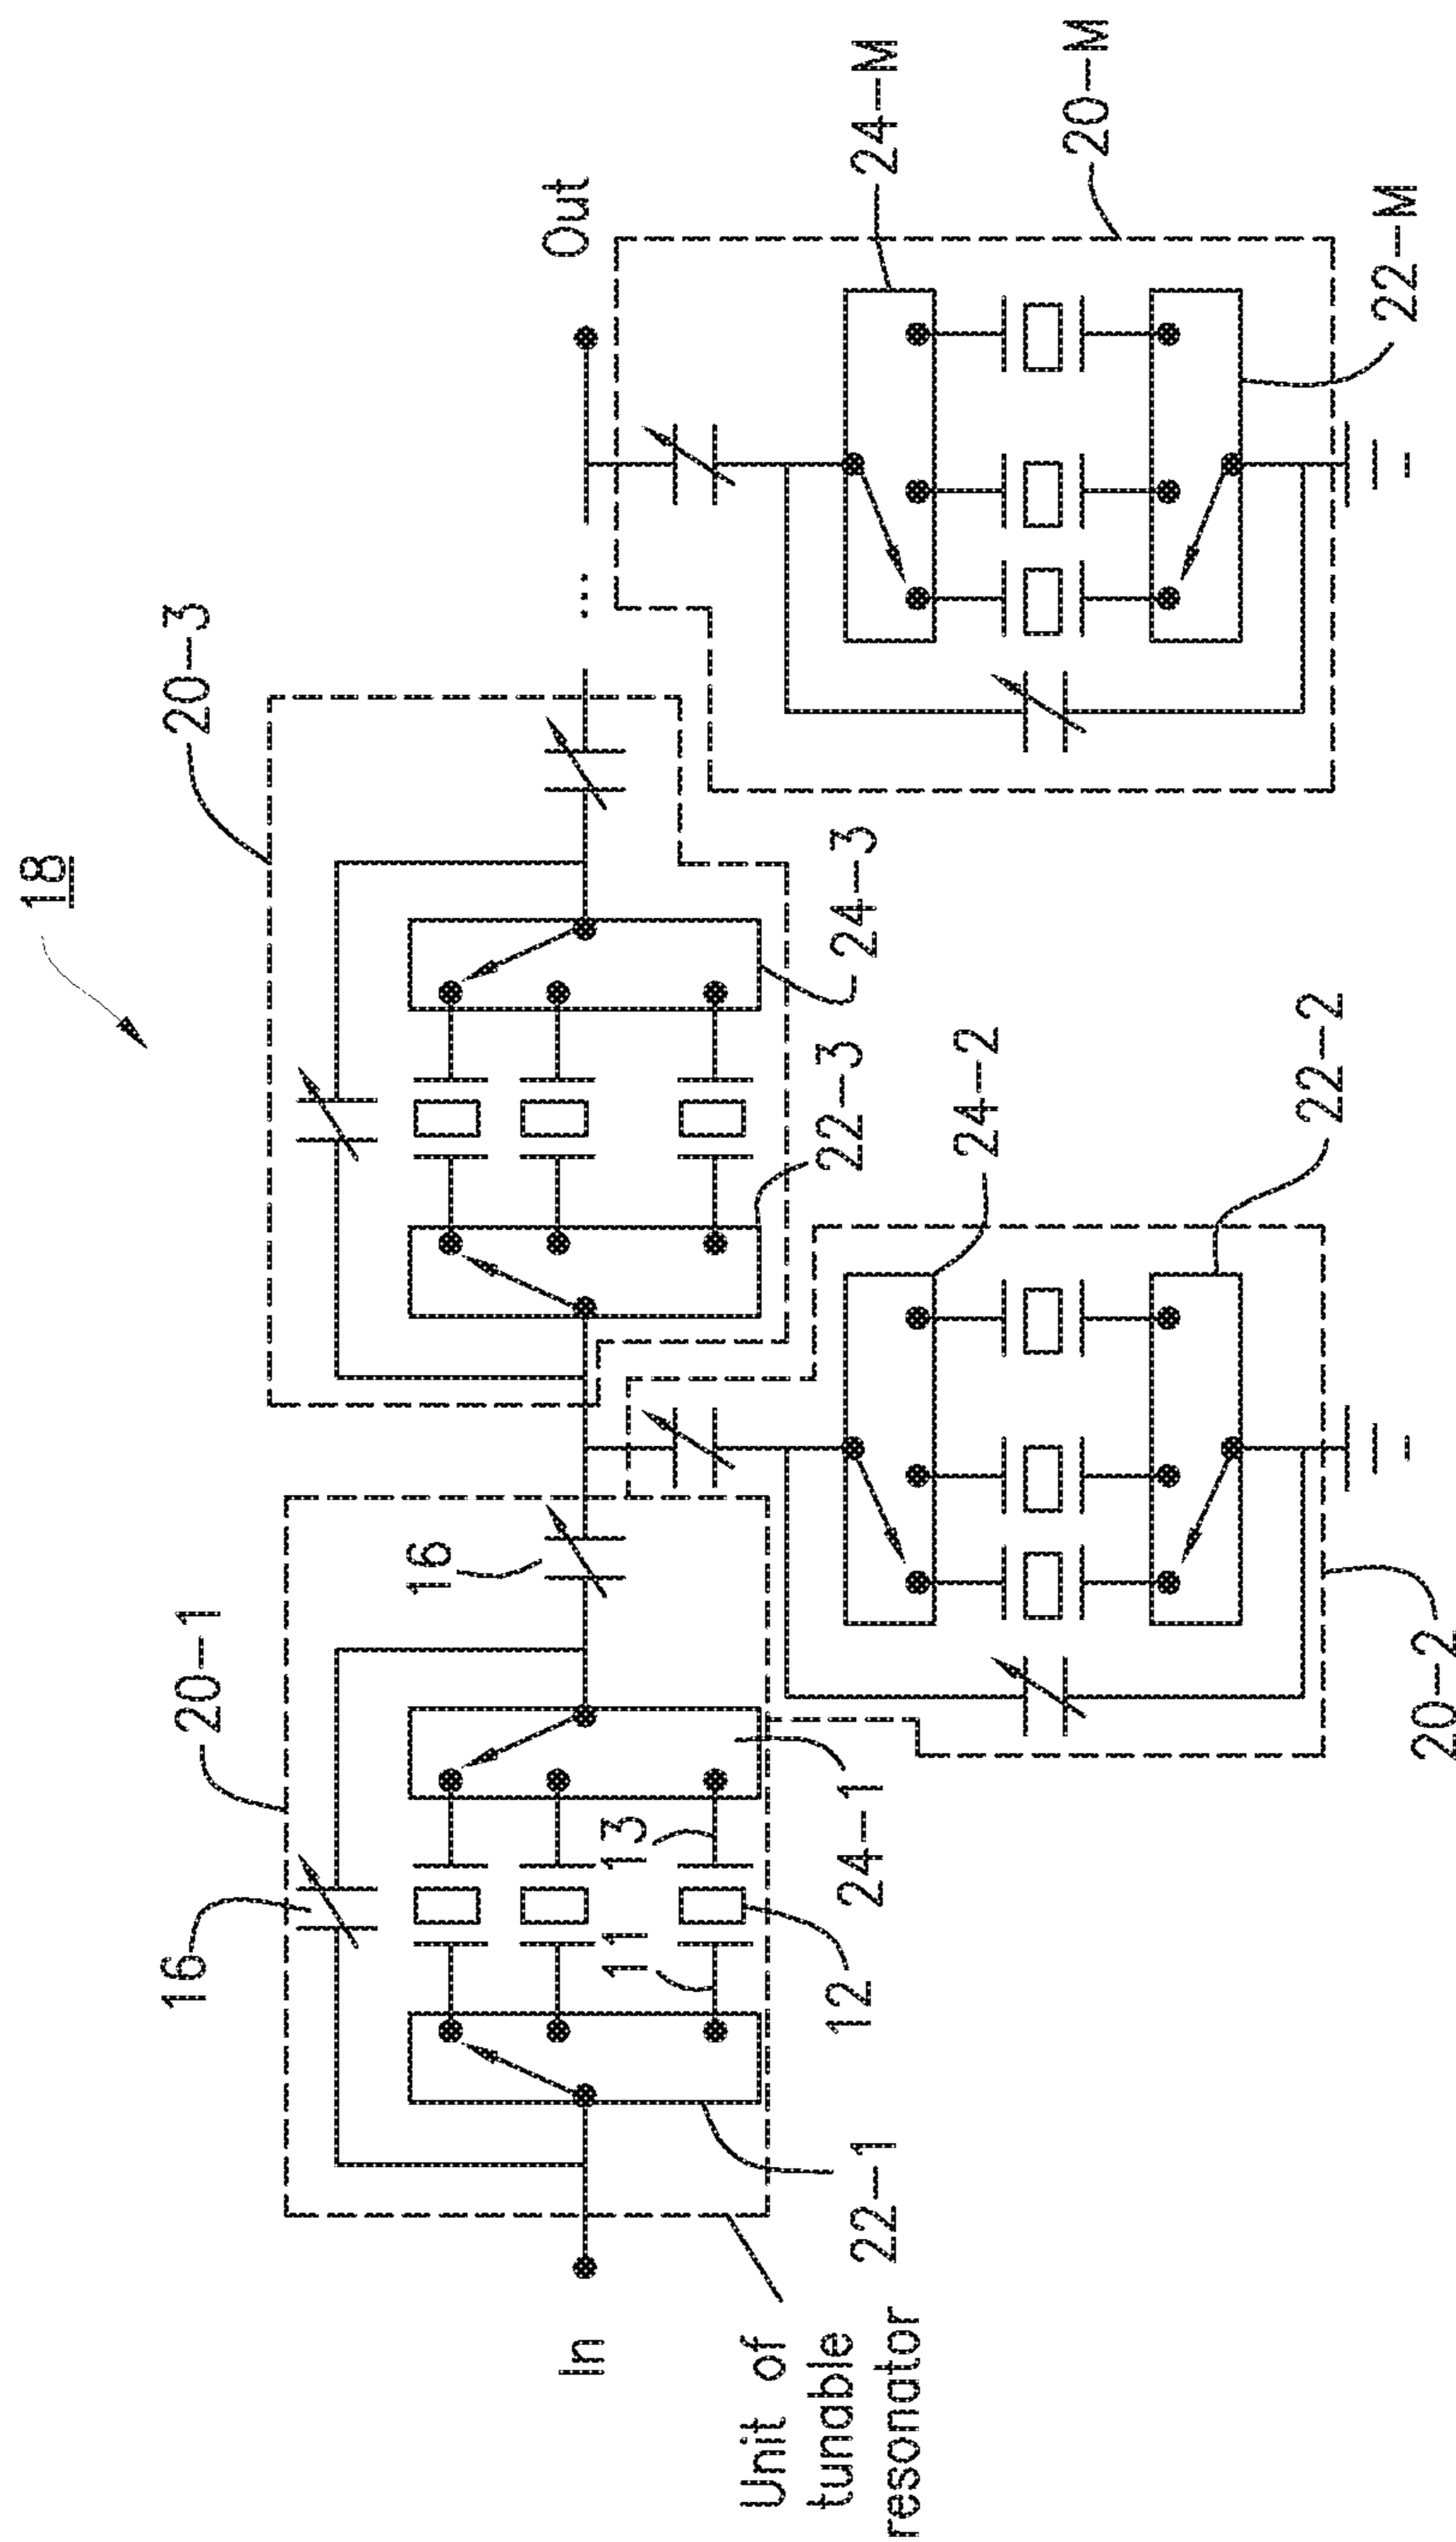 18
20-1
20-3
16
16
In
Out
11
13
12
24-1
22-1
Unit of
tunable
resonator
22-3
24-3
24-2
22-2
20-2
24-M
20-M
22-M
...